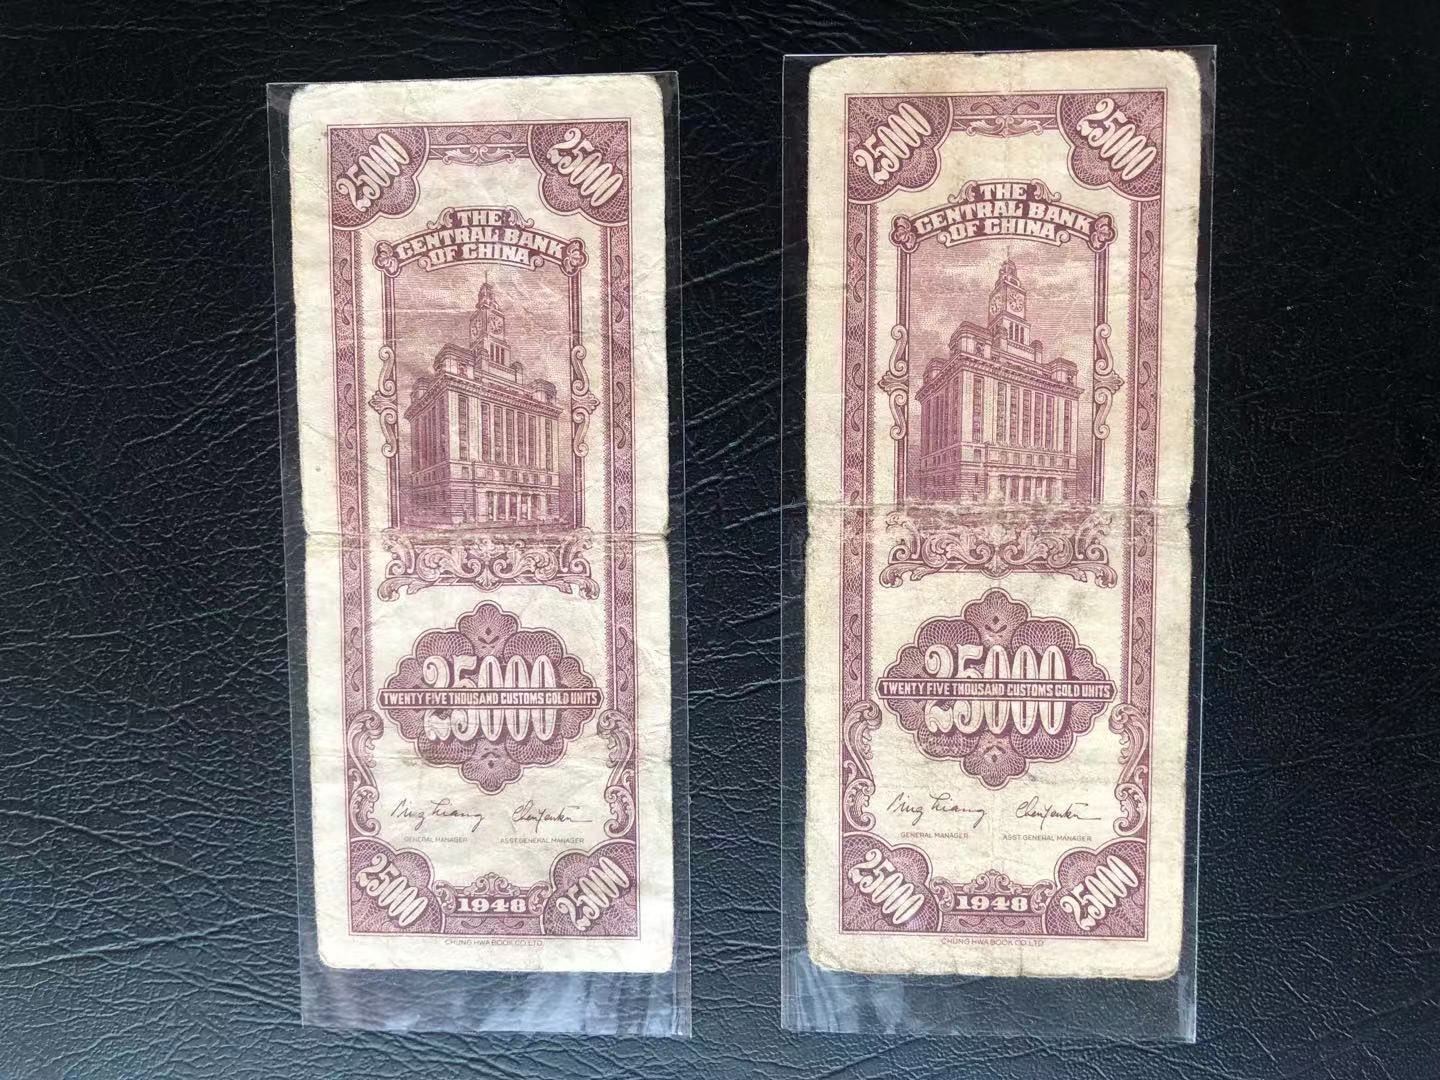 25000 25000
THE
CENTRAL BANK
OF CHINA
25000
TWENTY FIVE THOUSAND CUSTOMS GOLD UNITS
GENERAL MANAGER ASST.GENERAL MANAGER
25000 1948 25000
CHUNG HWA BOOK CO.LTD.
25000 25000
THE
CENTRAL BANK
OF CHINA
25000
TWENTY FIVE THOUSAND CUSTOMS GOLD UNITS
GENERAL MANAGER ASST.GENERAL MANAGER
25000 1948 25000
CHUNG HWA BOOK CO.LTD